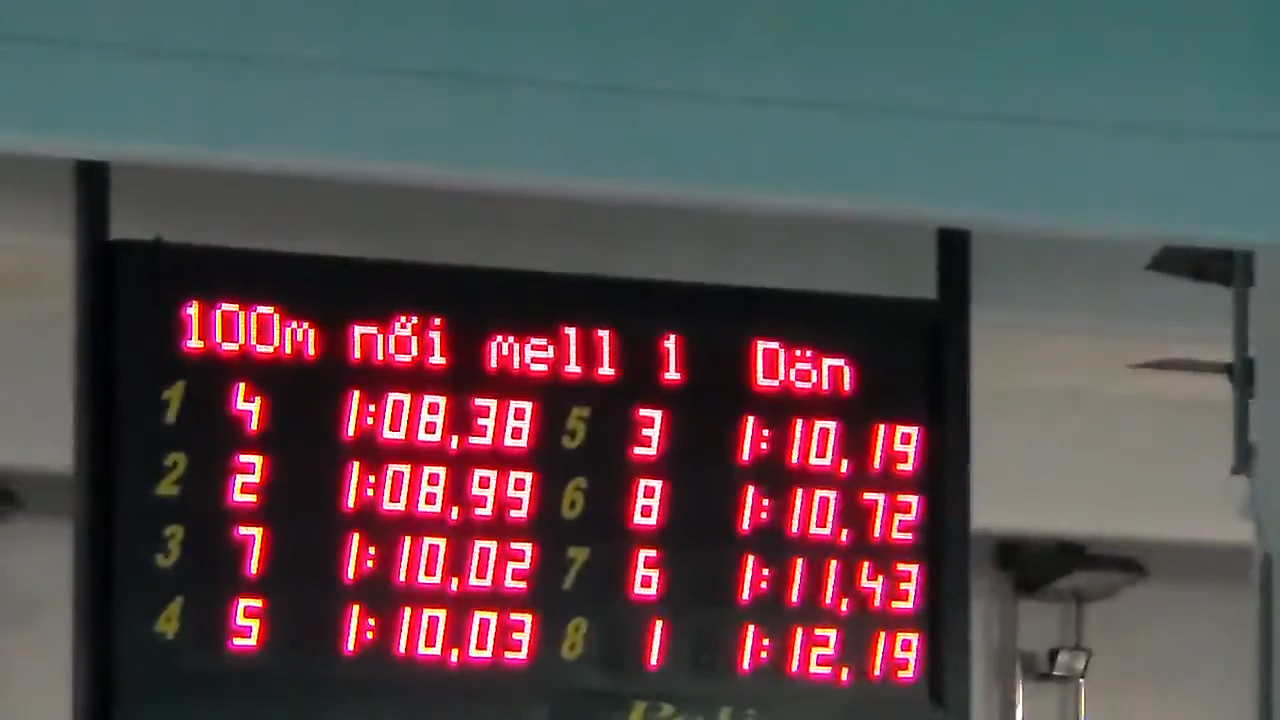 100m női mell 1 Dön
1 4 1:08,38 5 3 1:10,19
2 2 1:08,99 6 8 1:10,72
3 7 1:10,02 7 6 1:11,43
4 5 1:10,03 8 1 1:12,19